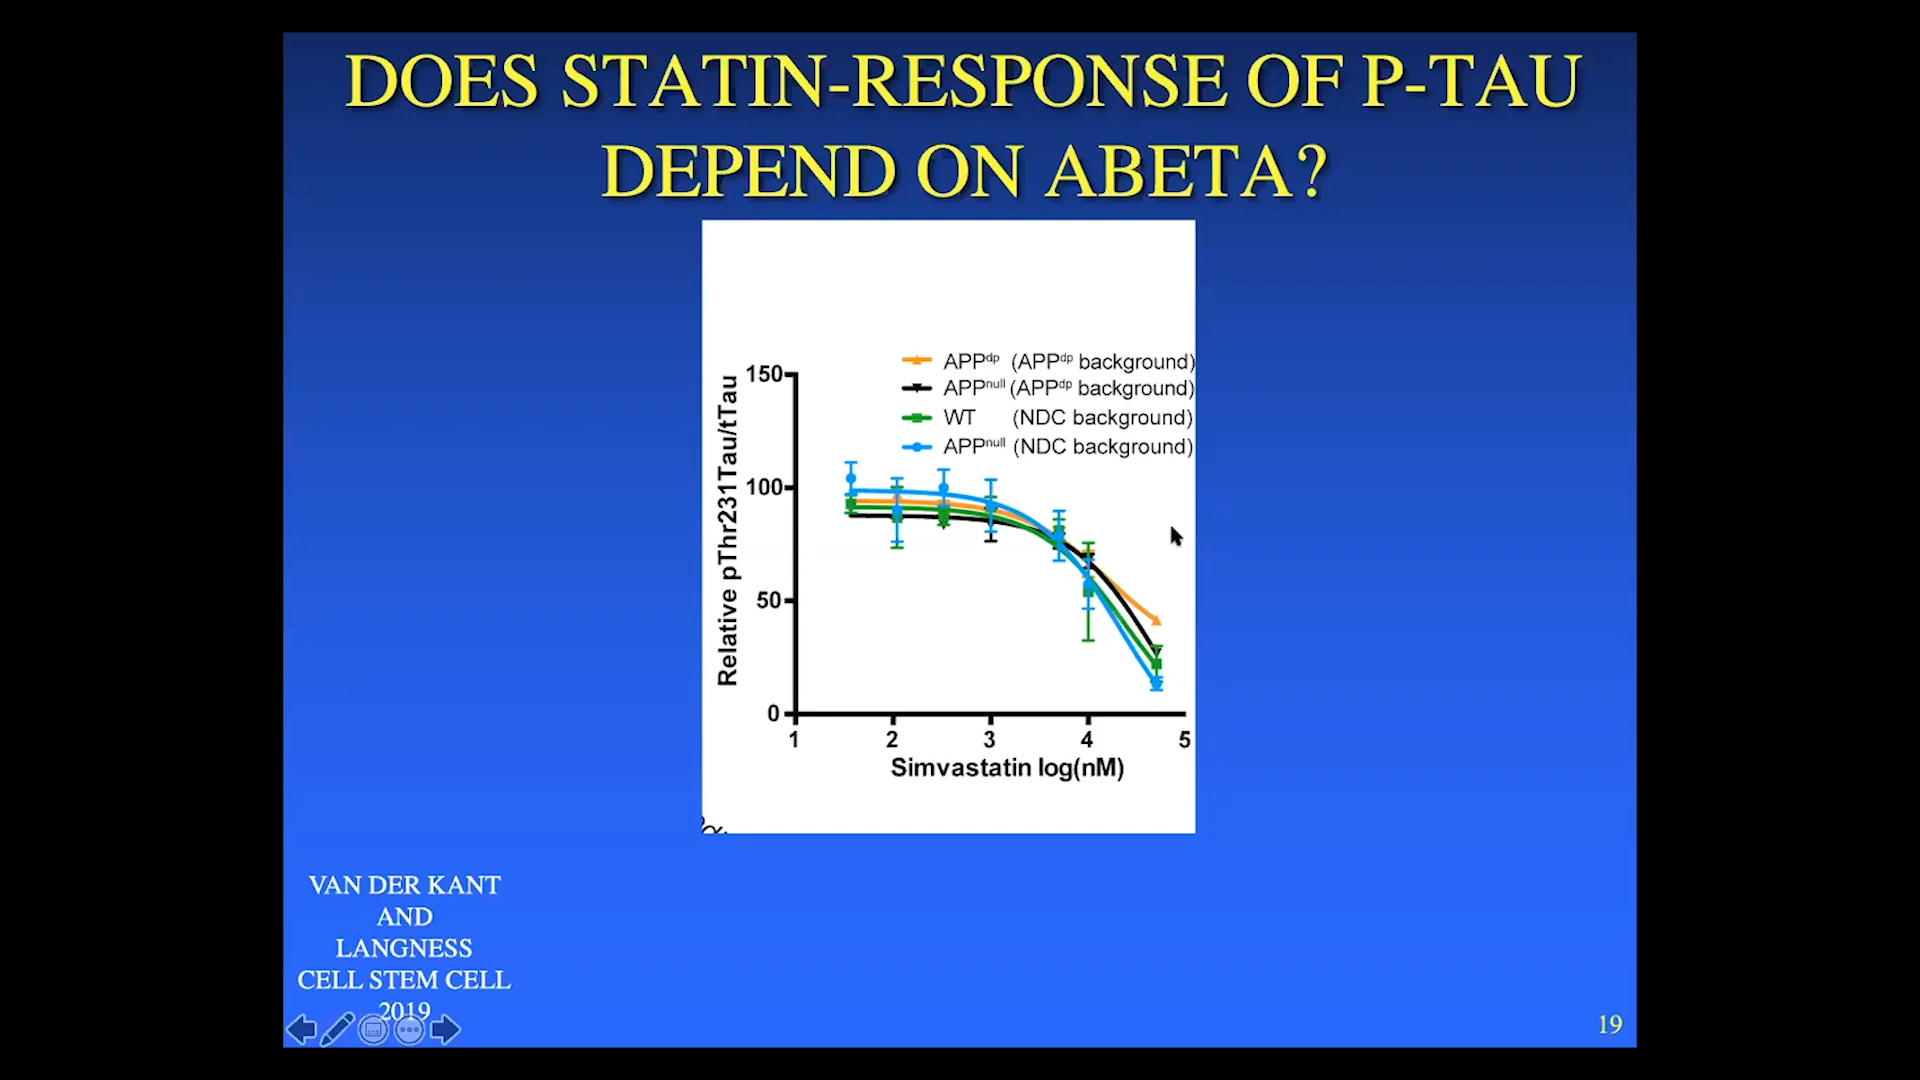 DOES STATIN-RESPONSE OF P-TAU
DEPEND ON ABETA?
APPdp (APPdp background)
APPnull (APPdp background)
WT (NDC background)
APPnull (NDC background)
Relative pThr231Tau/tTau
150
100
50
0
1 2 3 4 5
Simvastatin log(nM)
VAN DER KANT
AND
LANGNESS
CELL STEM CELL
2019
19